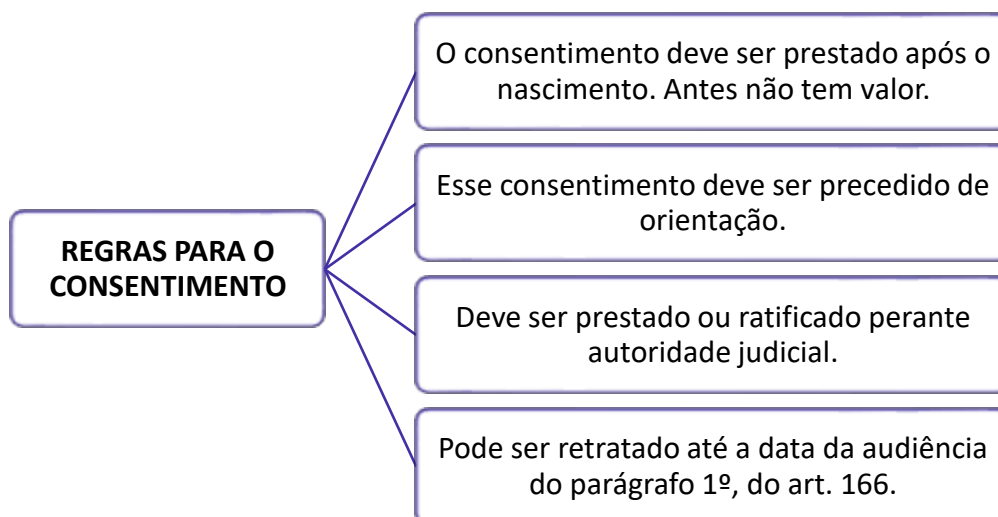 REGRAS PARA O
CONSENTIMENTO
O consentimento deve ser prestado após o
nascimento. Antes não tem valor.
Esse consentimento deve ser precedido de
orientação.
Deve ser prestado ou ratificado perante
autoridade judicial.
Pode ser retratado até a data da audiência
do parágrafo 1º, do art. 166.